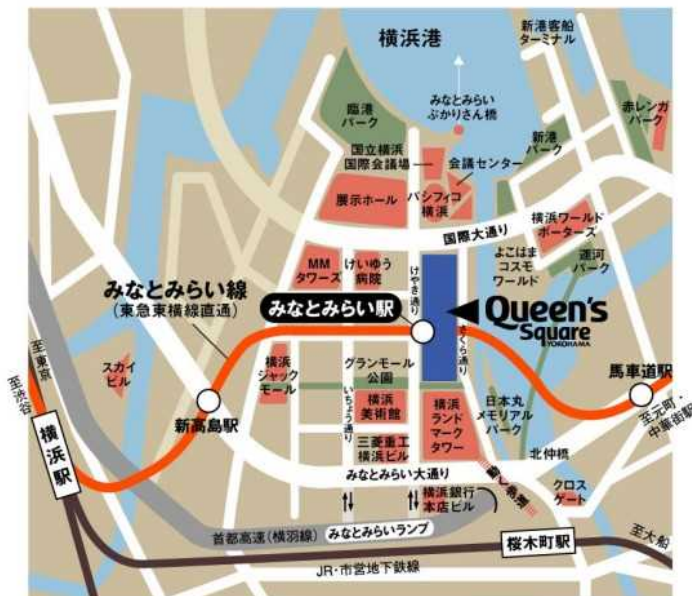 横浜港
新港客船
ターミナル
みなとみらい
ぷかりさん橋
臨港
パーク
赤レンガ
パーク
新港
パーク
国立横浜
国際会議場
会議センター
展示ホール
パシフィコ
横浜
国際大通り
横浜ワールド
ポーターズ
運河
パーク
よこはま
コスモ
ワールド
MM
タワーズ
けいゆう
病院
けやき通り
みなとみらい線
(東急東横線直通)
みなとみらい駅
Queen's
Square
YOKOHAMA
さくら通り
至東京
至渋谷
スカイ
ビル
横浜
ジャック
モール
グランモール
公園
いちょう通り
馬車道駅
至元町・
中華街駅
新高島駅
横浜
美術館
横浜
ランド
マーク
タワー
日本丸
メモリアル
パーク
三菱重工
横浜ビル
北仲橋
横浜駅
みなとみらい大通り
動く歩道
クロス
ゲート
横浜銀行
本店ビル
首都高速(横羽線)
みなとみらいランプ
桜木町駅
至大船
JR・市営地下鉄線